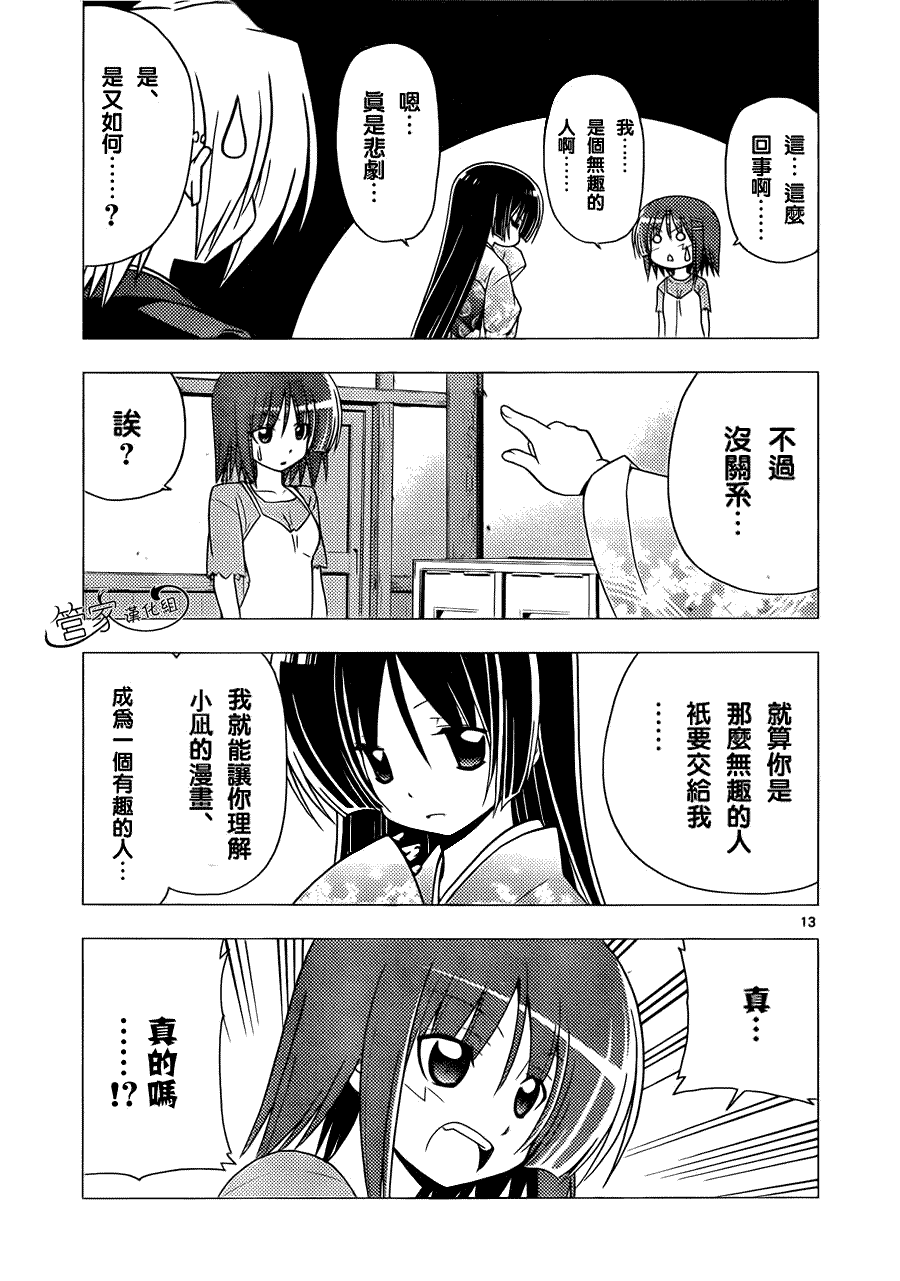 這…這麼
回事啊……
我……
是個無趣的
人啊……
嗯…
真是悲劇…
是、
是又如何……？
不過
沒關系…
誒？
管家
漢化組
就算你是
那麼無趣的人
衹要交給我
……
我就能讓你理解
小凪的漫畫、
成爲一個有趣的人…
13
真…
真的嗎
……!?